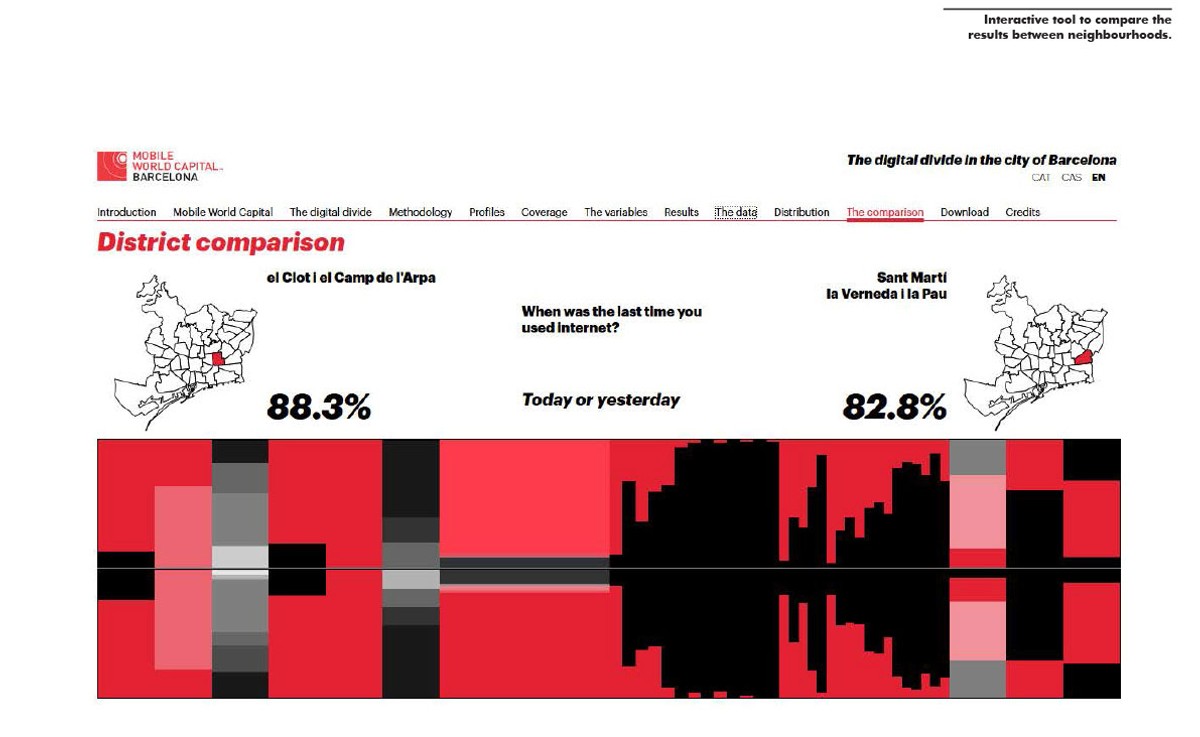 Interactive tool to compare the
results between neighbourhoods.
MOBILE
WORLD CAPITAL™
BARCELONA
The digital divide in the city of Barcelona
CAT CAS EN
Introduction Mobile World Capital The digital divide Methodology Profiles Coverage The variables Results The data Distribution The comparison Download Credits
District comparison
el Clot i el Camp de l'Arpa
Sant Martí
la Verneda i la Pau
When was the last time you
used internet?
88.3%
Today or yesterday
82.8%